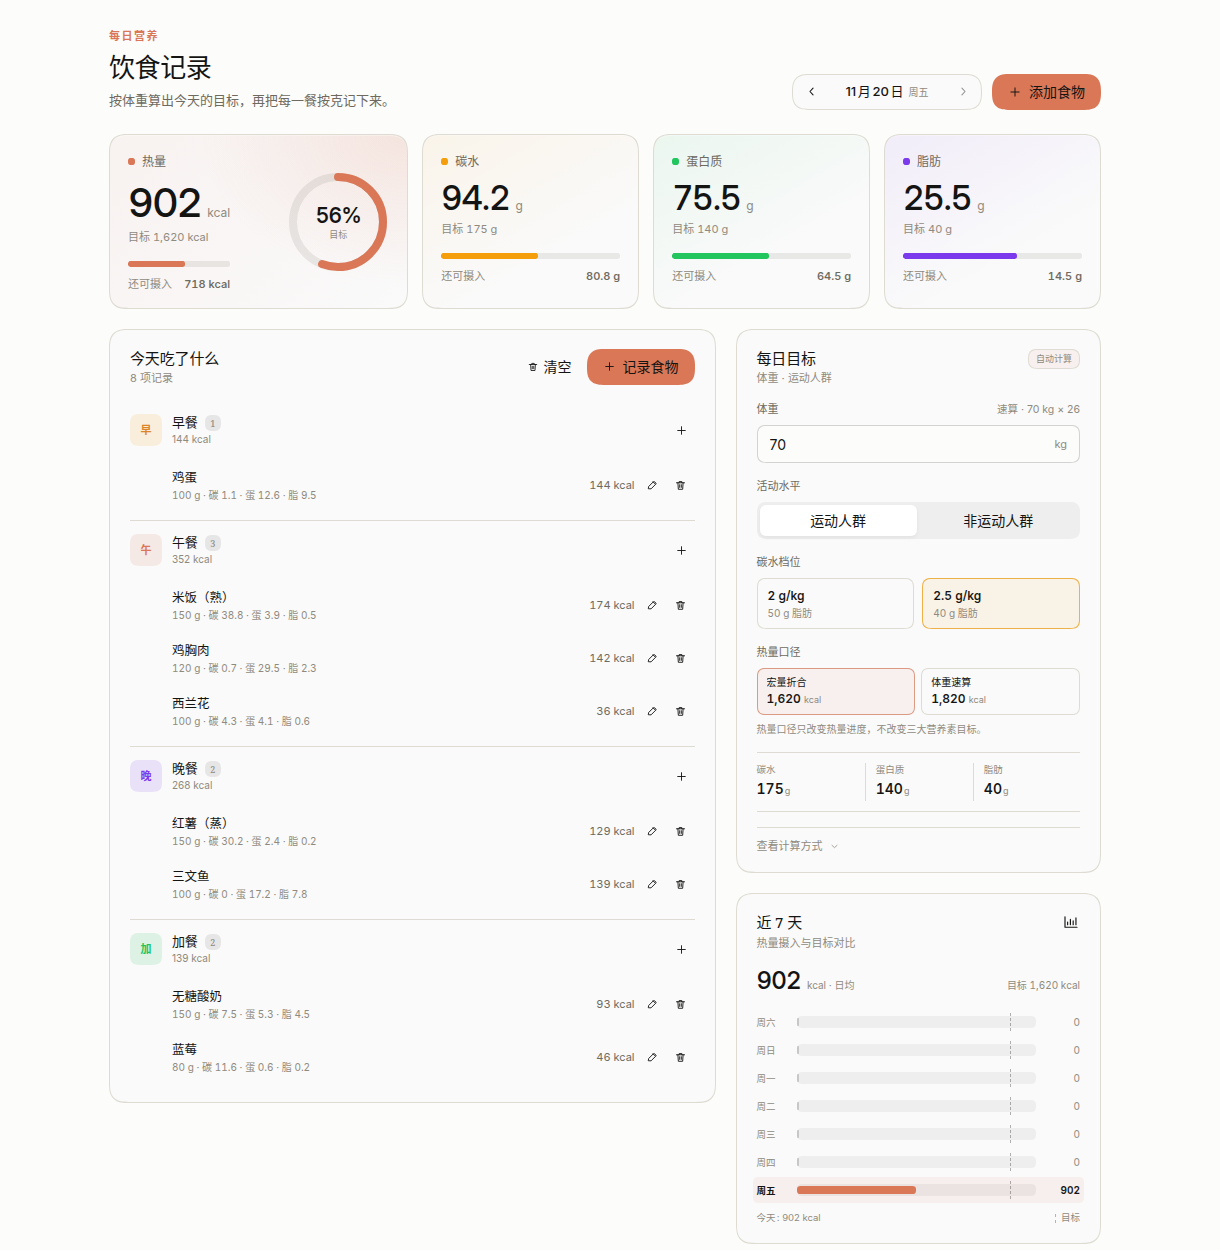 每日营养
饮食记录
按体重算出今天的目标，再把每一餐按克记下来。
11月20日 周五
添加食物
热量
902 kcal
目标 1,620 kcal
还可摄入 718 kcal
56%
目标
碳水
94.2 g
目标 175 g
还可摄入 80.8 g
蛋白质
75.5 g
目标 140 g
还可摄入 64.5 g
脂肪
25.5 g
目标 40 g
还可摄入 14.5 g
今天吃了什么
8 项记录
清空
记录食物
早
早餐 1
144 kcal
鸡蛋
100 g · 碳 1.1 · 蛋 12.6 · 脂 9.5
144 kcal
午
午餐 3
352 kcal
米饭（熟）
150 g · 碳 38.8 · 蛋 3.9 · 脂 0.5
174 kcal
鸡胸肉
120 g · 碳 0.7 · 蛋 29.5 · 脂 2.3
142 kcal
西兰花
100 g · 碳 4.3 · 蛋 4.1 · 脂 0.6
36 kcal
晚
晚餐 2
268 kcal
红薯（蒸）
150 g · 碳 30.2 · 蛋 2.4 · 脂 0.2
129 kcal
三文鱼
100 g · 碳 0 · 蛋 17.2 · 脂 7.8
139 kcal
加
加餐 2
139 kcal
无糖酸奶
150 g · 碳 7.5 · 蛋 5.3 · 脂 4.5
93 kcal
蓝莓
80 g · 碳 11.6 · 蛋 0.6 · 脂 0.2
46 kcal
每日目标
体重 · 运动人群
自动计算
体重
速算 · 70 kg × 26
70 kg
活动水平
运动人群
非运动人群
碳水档位
2 g/kg
50 g 脂肪
2.5 g/kg
40 g 脂肪
热量口径
宏量折合
1,620 kcal
体重速算
1,820 kcal
热量口径只改变热量进度，不改变三大营养素目标。
碳水
175 g
蛋白质
140 g
脂肪
40 g
查看计算方式
近 7 天
热量摄入与目标对比
902 kcal · 日均
目标 1,620 kcal
周六 0
周日 0
周一 0
周二 0
周三 0
周四 0
周五 902
今天: 902 kcal
目标